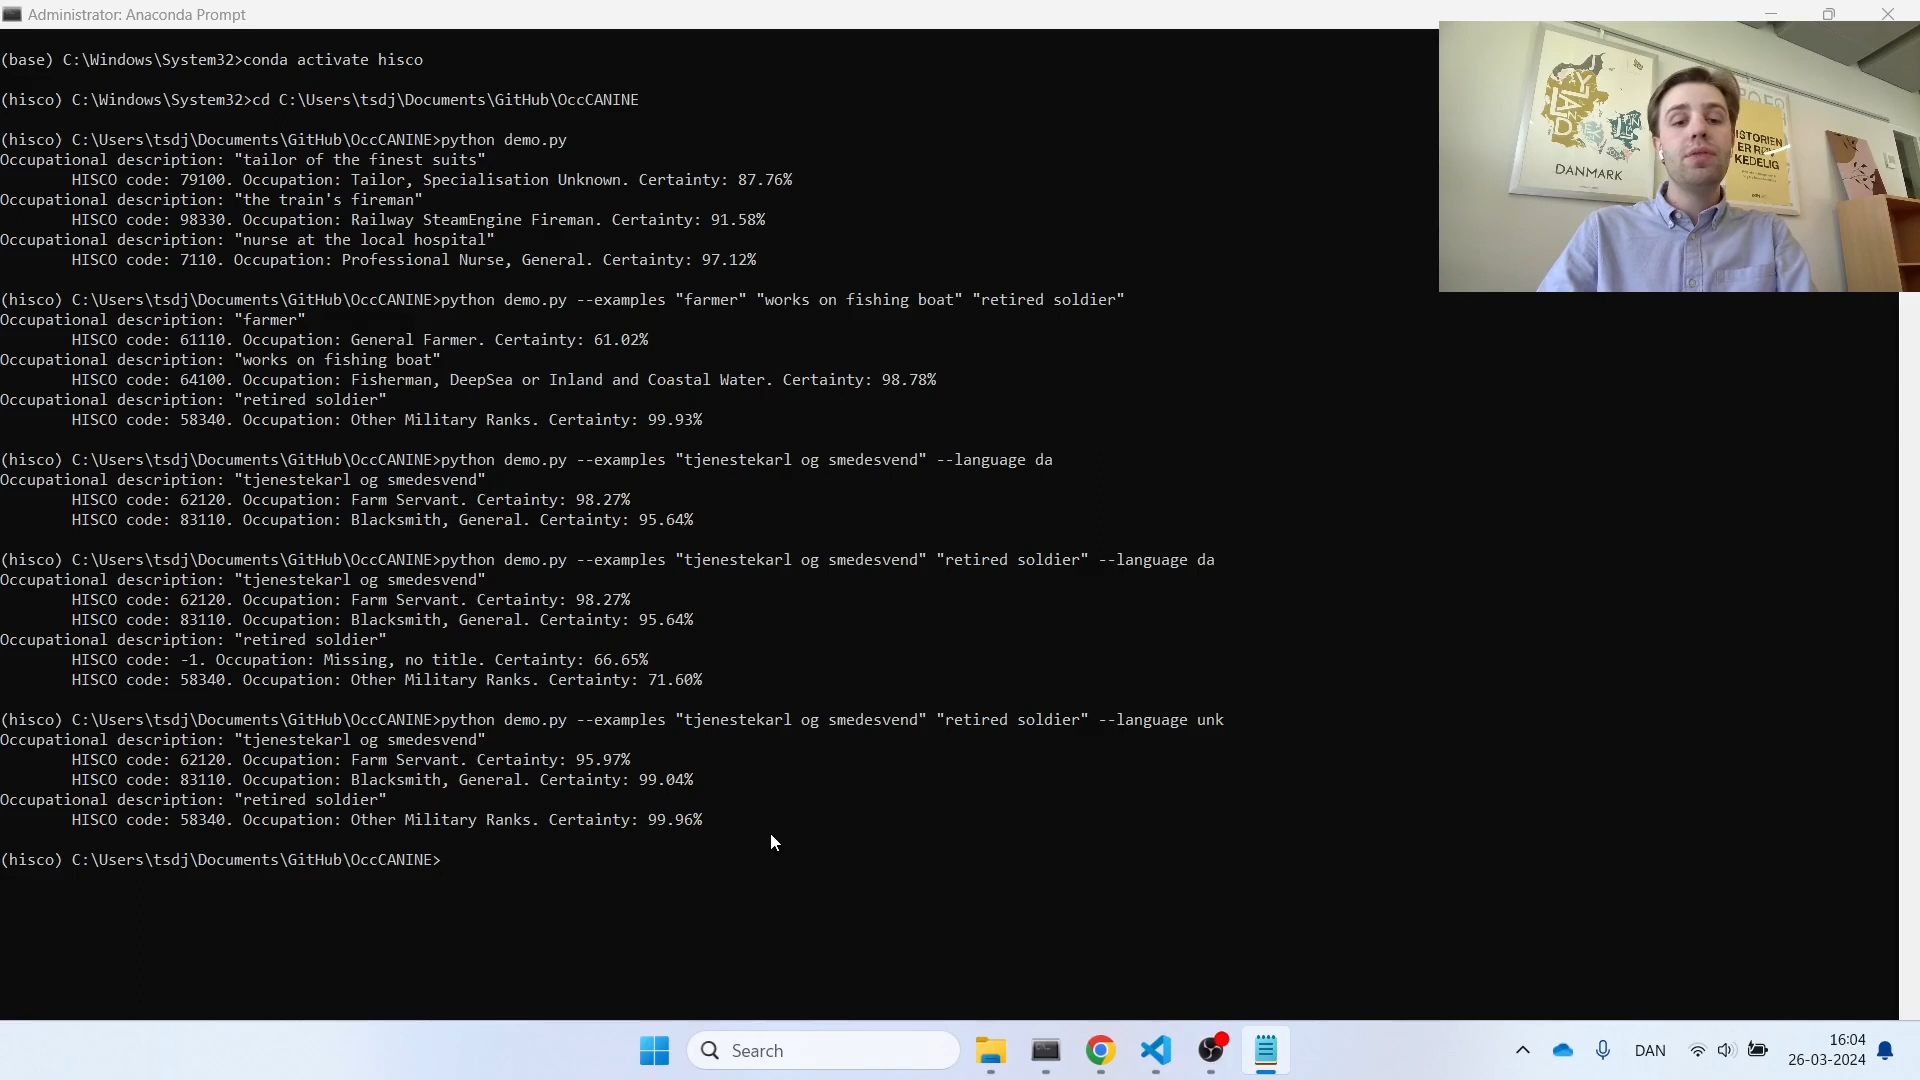 Administrator: Anaconda Prompt
(base) C:\Windows\System32>conda activate hisco
(hisco) C:\Windows\System32>cd C:\Users\tsdj\Documents\GitHub\OccCANINE
(hisco) C:\Users\tsdj\Documents\GitHub\OccCANINE>python demo.py
Occupational description: "tailor of the finest suits"
HISCO code: 79100. Occupation: Tailor, Specialisation Unknown. Certainty: 87.76%
Occupational description: "the train's fireman"
HISCO code: 98330. Occupation: Railway SteamEngine Fireman. Certainty: 91.58%
Occupational description: "nurse at the local hospital"
HISCO code: 7110. Occupation: Professional Nurse, General. Certainty: 97.12%
(hisco) C:\Users\tsdj\Documents\GitHub\OccCANINE>python demo.py --examples "farmer" "works on fishing boat" "retired soldier"
Occupational description: "farmer"
HISCO code: 61110. Occupation: General Farmer. Certainty: 61.02%
Occupational description: "works on fishing boat"
HISCO code: 64100. Occupation: Fisherman, DeepSea or Inland and Coastal Water. Certainty: 98.78%
Occupational description: "retired soldier"
HISCO code: 58340. Occupation: Other Military Ranks. Certainty: 99.93%
(hisco) C:\Users\tsdj\Documents\GitHub\OccCANINE>python demo.py --examples "tjenestekarl og smedesvend" --language da
Occupational description: "tjenestekarl og smedesvend"
HISCO code: 62120. Occupation: Farm Servant. Certainty: 98.27%
HISCO code: 83110. Occupation: Blacksmith, General. Certainty: 95.64%
(hisco) C:\Users\tsdj\Documents\GitHub\OccCANINE>python demo.py --examples "tjenestekarl og smedesvend" "retired soldier" --language da
Occupational description: "tjenestekarl og smedesvend"
HISCO code: 62120. Occupation: Farm Servant. Certainty: 98.27%
HISCO code: 83110. Occupation: Blacksmith, General. Certainty: 95.64%
Occupational description: "retired soldier"
HISCO code: -1. Occupation: Missing, no title. Certainty: 66.65%
HISCO code: 58340. Occupation: Other Military Ranks. Certainty: 71.60%
(hisco) C:\Users\tsdj\Documents\GitHub\OccCANINE>python demo.py --examples "tjenestekarl og smedesvend" "retired soldier" --language unk
Occupational description: "tjenestekarl og smedesvend"
HISCO code: 62120. Occupation: Farm Servant. Certainty: 95.97%
HISCO code: 83110. Occupation: Blacksmith, General. Certainty: 99.04%
Occupational description: "retired soldier"
HISCO code: 58340. Occupation: Other Military Ranks. Certainty: 99.96%
(hisco) C:\Users\tsdj\Documents\GitHub\OccCANINE>
DANMARK
KEDELIG
Search
DAN
16:04
26-03-2024